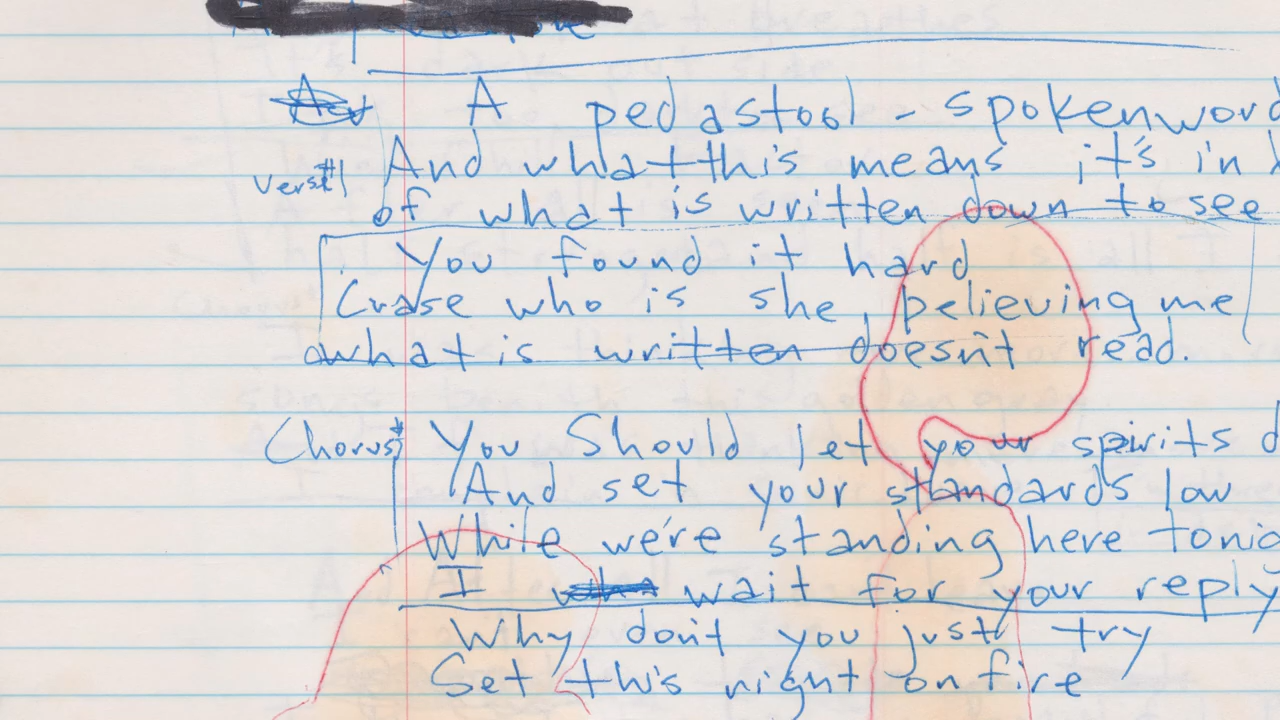 A pedastool - spokenword
Verse #1 And what this means it's in
of what is written down to see
You found it hard
Crase who is she, believing me
what is written doesn't read.
Chorus You Should let your spirits
And set your standards low
While we're standing here
I wait for your reply
Why don't you just try
Set this night on fire